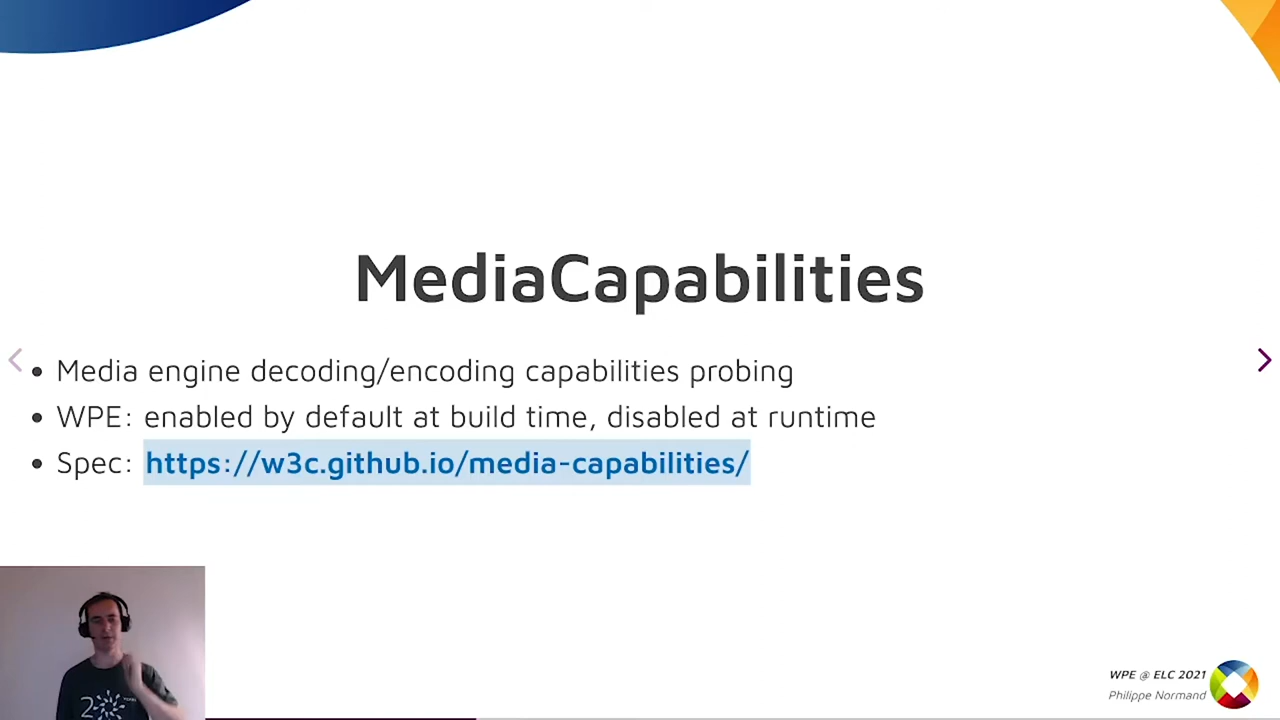 MediaCapabilities
• Media engine decoding/encoding capabilities probing
• WPE: enabled by default at build time, disabled at runtime
• Spec: https://w3c.github.io/media-capabilities/
20
WPE @ ELC 2021
Philippe Normand